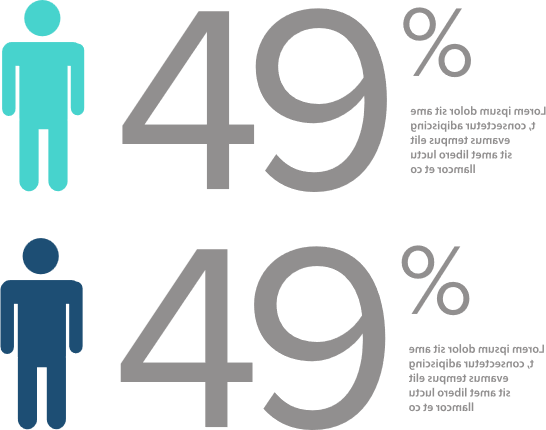 49%
Lorem ipsum dolor sit ame
t, consectetur adipiscing
evamus tempus elit
sit amet libero luctu
llamcor et co
49%
Lorem ipsum dolor sit ame
t, consectetur adipiscing
evamus tempus elit
sit amet libero luctu
llamcor et co